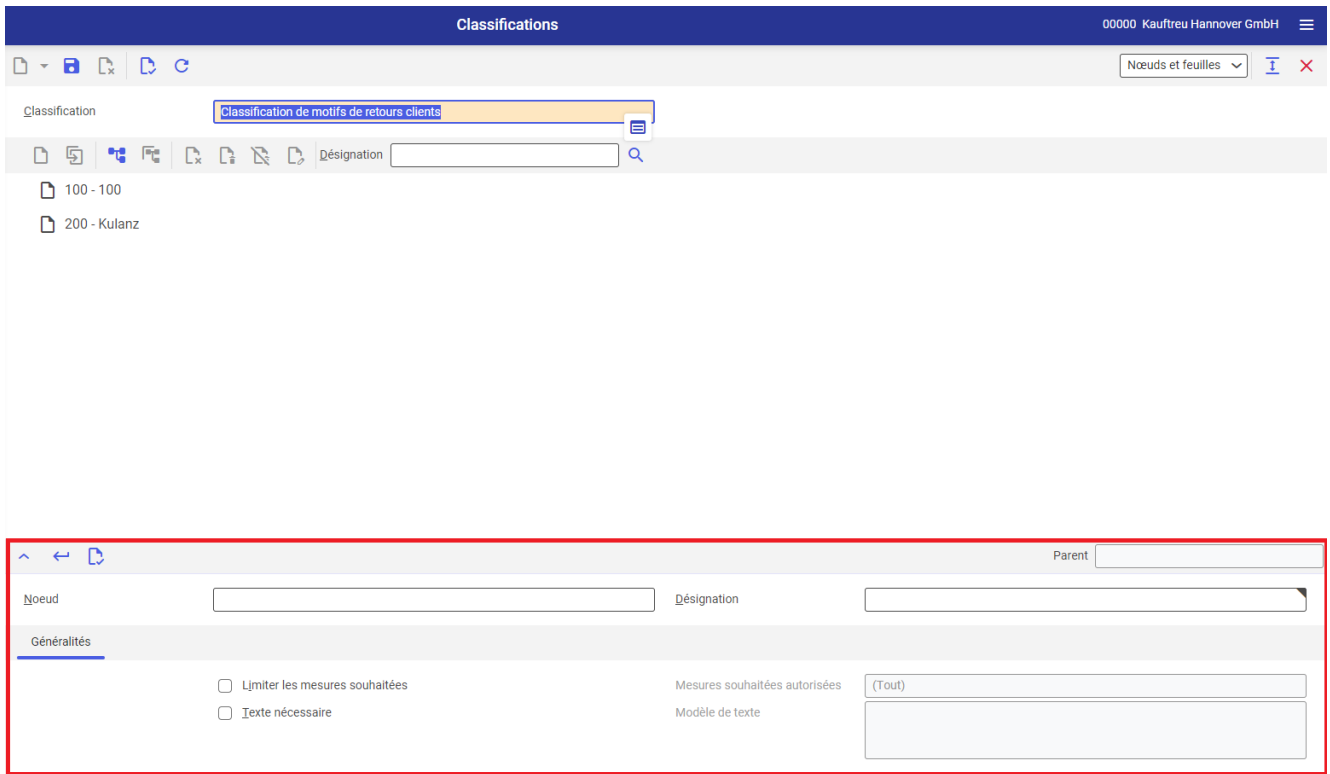 Classifications
00000 Kauftreu Hannover GmbH
Nœuds et feuilles
Classification
Classification de motifs de retours clients
Désignation
100 - 100
200 - Kulanz
Parent
Noeud
Désignation
Généralités
Limiter les mesures souhaitées
Mesures souhaitées autorisées
(Tout)
Texte nécessaire
Modèle de texte